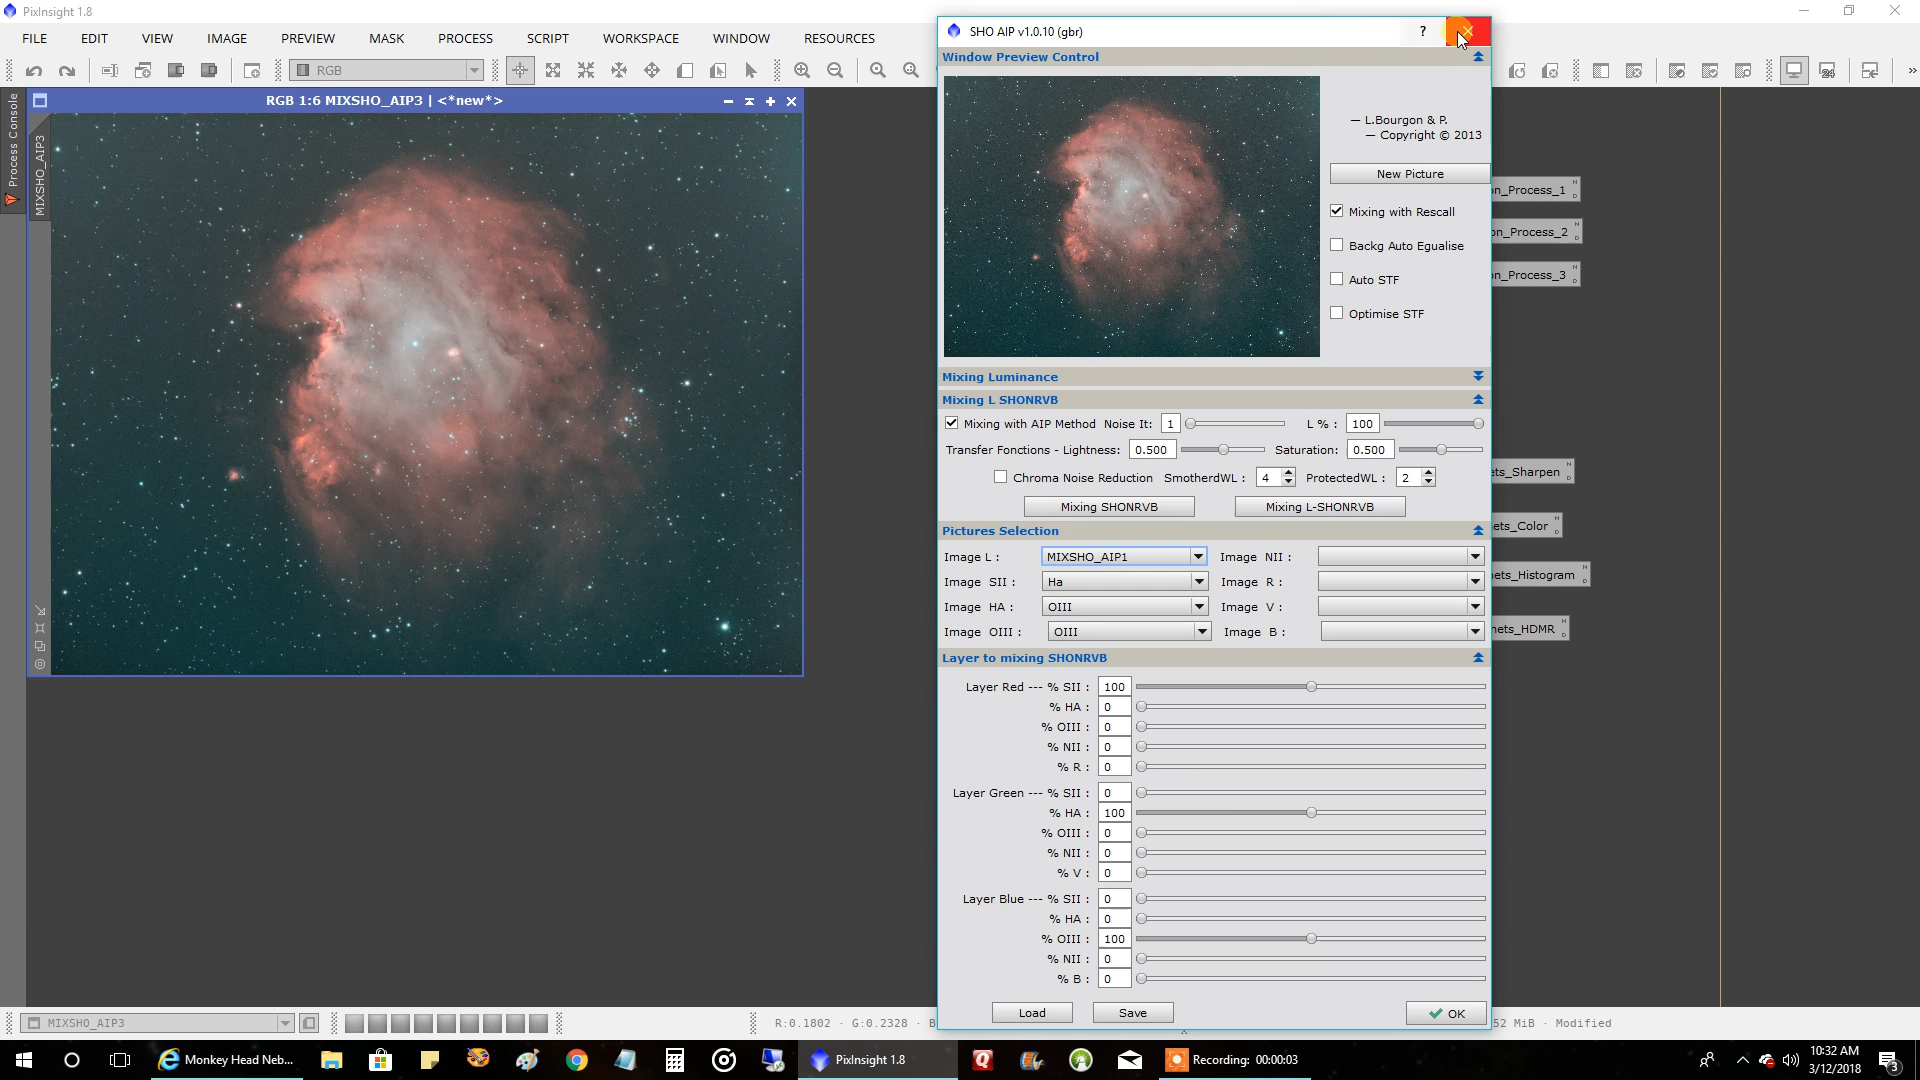 PixInsight 1.8
FILE EDIT VIEW IMAGE PREVIEW MASK PROCESS SCRIPT WORKSPACE WINDOW RESOURCES
RGB
Process Console
RGB 1:6 MIXSHO_AIP3 | <*new*>
MIXSHO_AIP3
SHO AIP v1.0.10 (gbr)
?
Window Preview Control
— L.Bourgon & P.
— Copyright © 2013
New Picture
Mixing with Rescall
Backg Auto Egualise
Auto STF
Optimise STF
Mixing Luminance
Mixing L SHONRVB
Mixing with AIP Method Noise It: 1 L % : 100
Transfer Fonctions - Lightness: 0.500 Saturation: 0.500
Chroma Noise Reduction SmotherdWL : 4 ProtectedWL : 2
Mixing SHONRVB Mixing L-SHONRVB
Pictures Selection
Image L : MIXSHO_AIP1 Image NII :
Image SII : Ha Image R :
Image HA : OIII Image V :
Image OIII : OIII Image B :
Layer to mixing SHONRVB
Layer Red --- % SII : 100
% HA : 0
% OIII : 0
% NII : 0
% R : 0
Layer Green --- % SII : 0
% HA : 100
% OIII : 0
% NII : 0
% V : 0
Layer Blue --- % SII : 0
% HA : 0
% OIII : 100
% NII : 0
% B : 0
Load Save OK
on_Process_1
on_Process_2
on_Process_3
ets_Sharpen
ets_Color
ets_Histogram
ets_HDMR
MIXSHO_AIP3
R:0.1802 · G:0.2328 · B
52 MiB · Modified
Monkey Head Neb...
PixInsight 1.8
Recording: 00:00:03
10:32 AM
3/12/2018
3